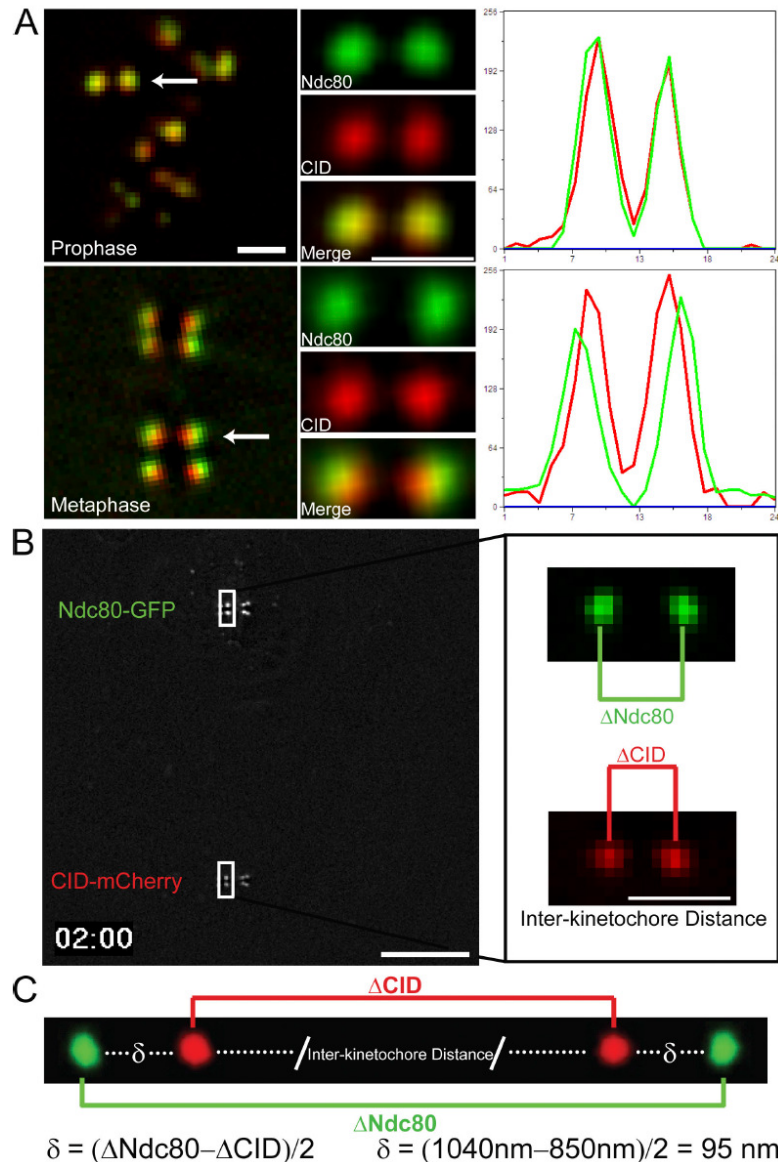 A
Prophase
Ndc80
CID
Merge
255
192
128
64
0
1 7 13 18 24
Metaphase
Ndc80
CID
Merge
256
192
128
64
0
1 7 13 18 24
B
Ndc80-GFP
CID-mCherry
02:00
ΔNdc80
ΔCID
Inter-kinetochore Distance
C
ΔCID
δ Inter-kinetochore Distance δ
ΔNdc80
δ = (ΔNdc80–ΔCID)/2 δ = (1040nm–850nm)/2 = 95 nm